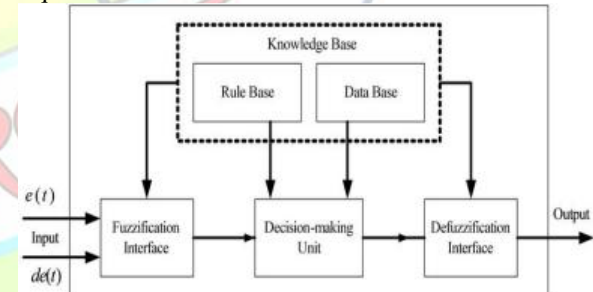 Knowledge Base
Rule Base
Data Base
e(t)
Input
de(t)
Fuzzification
Interface
Decision-making
Unit
Defuzzification
Interface
Output